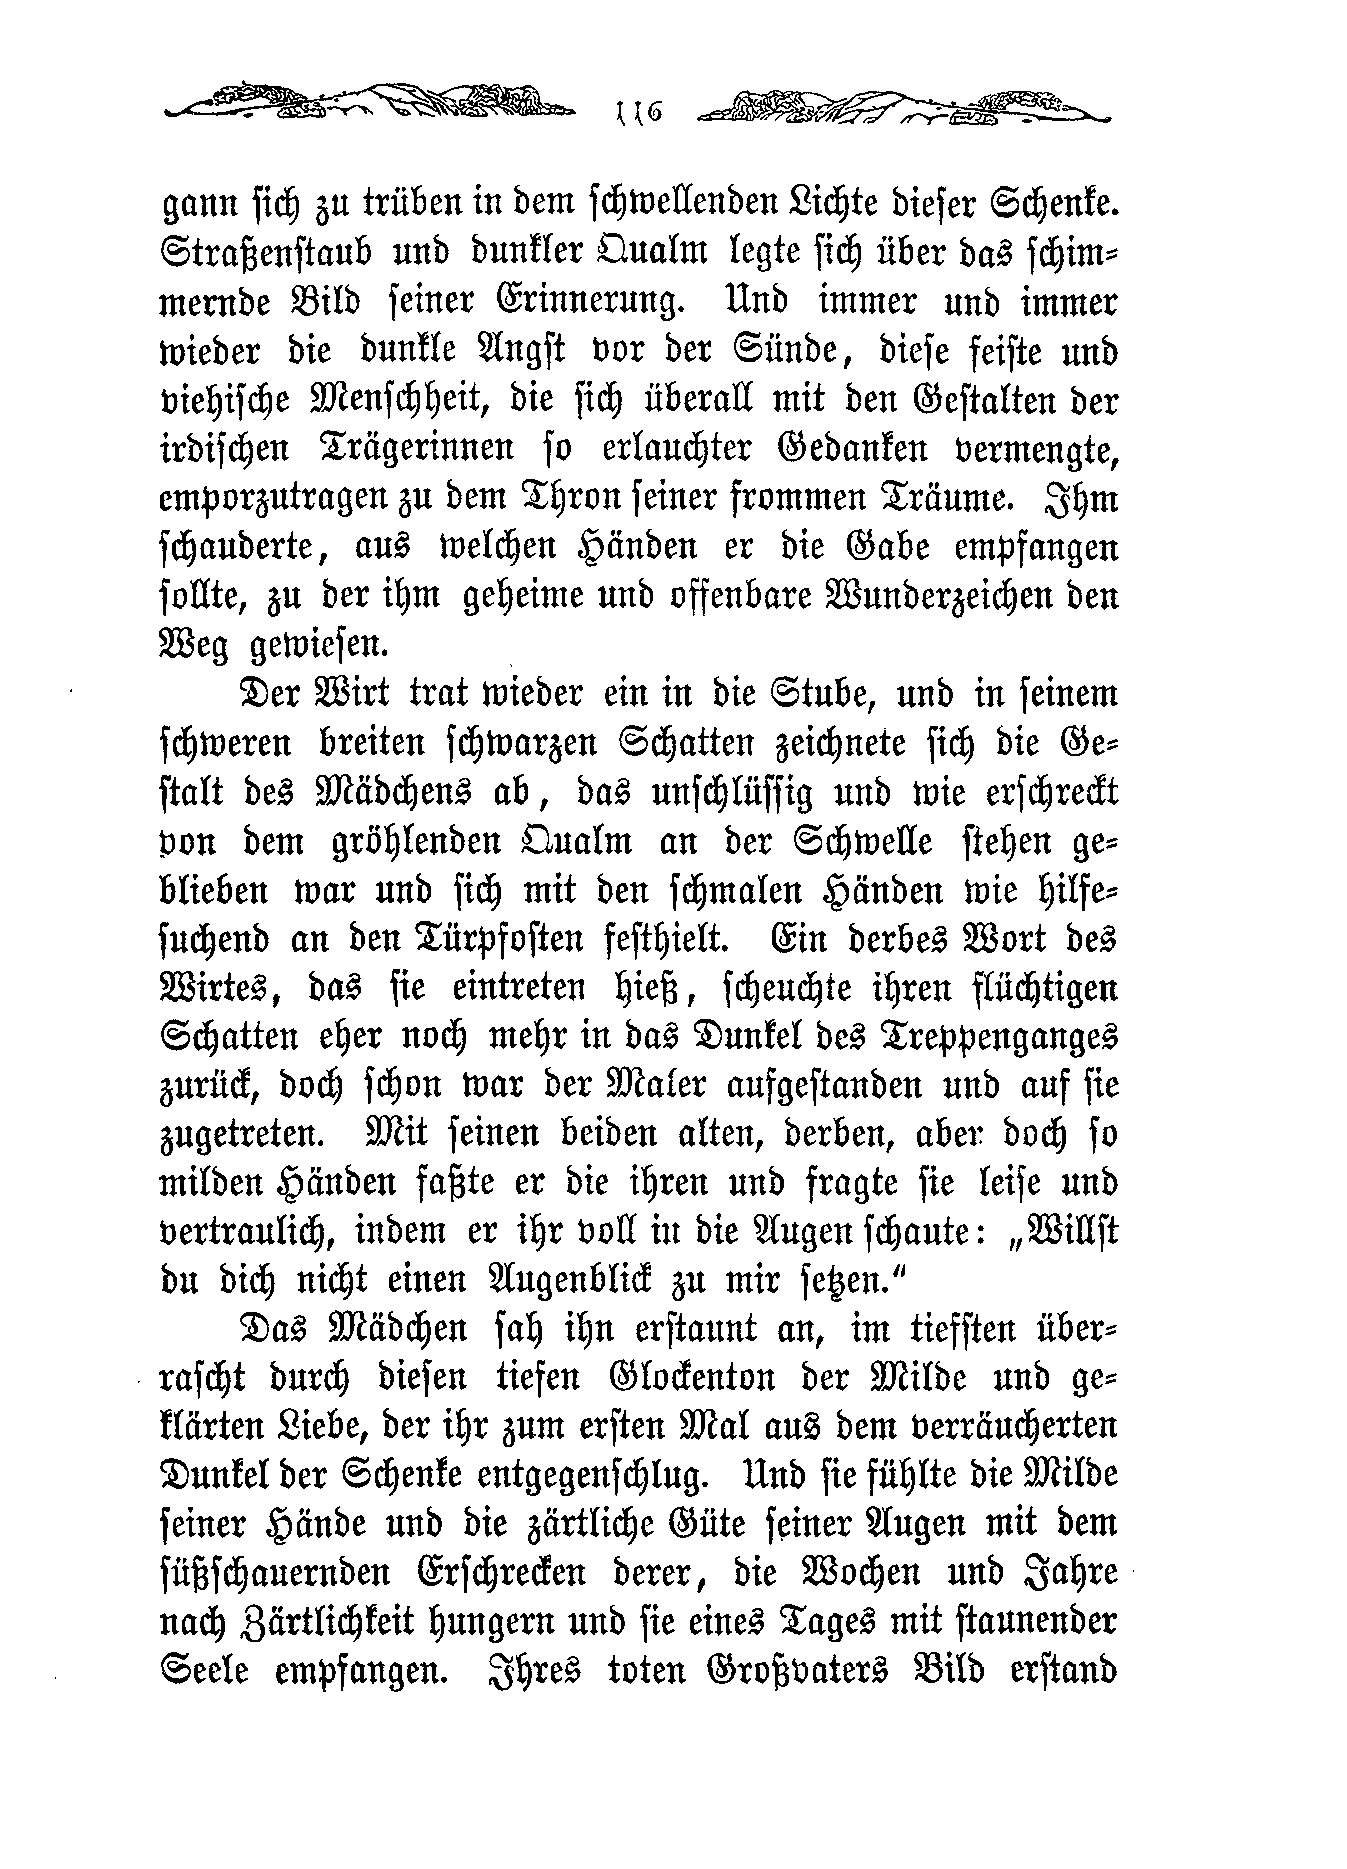 116
gann sich zu trüben in dem schwellenden Lichte dieser Schenke.
Straßenstaub und dunkler Qualm legte sich über das schim-
mernde Bild seiner Erinnerung. Und immer und immer
wieder die dunkle Angst vor der Sünde, diese feiste und
viehische Menschheit, die sich überall mit den Gestalten der
irdischen Trägerinnen so erlauchter Gedanken vermengte,
emporzutragen zu dem Thron seiner frommen Träume. Ihm
schauderte, aus welchen Händen er die Gabe empfangen
sollte, zu der ihm geheime und offenbare Wunderzeichen den
Weg gewiesen.
Der Wirt trat wieder ein in die Stube, und in seinem
schweren breiten schwarzen Schatten zeichnete sich die Ge-
stalt des Mädchens ab, das unschlüssig und wie erschreckt
von dem gröhlenden Qualm an der Schwelle stehen ge-
blieben war und sich mit den schmalen Händen wie hilfe-
suchend an den Türpfosten festhielt. Ein derbes Wort des
Wirtes, das sie eintreten hieß, scheuchte ihren flüchtigen
Schatten eher noch mehr in das Dunkel des Treppenganges
zurück, doch schon war der Maler aufgestanden und auf sie
zugetreten. Mit seinen beiden alten, derben, aber doch so
milden Händen faßte er die ihren und fragte sie leise und
vertraulich, indem er ihr voll in die Augen schaute: „Willst
du dich nicht einen Augenblick zu mir setzen.“
Das Mädchen sah ihn erstaunt an, im tiefsten über-
rascht durch diesen tiefen Glockenton der Milde und ge-
klärten Liebe, der ihr zum ersten Mal aus dem verräucherten
Dunkel der Schenke entgegenschlug. Und sie fühlte die Milde
seiner Hände und die zärtliche Güte seiner Augen mit dem
süßschauernden Erschrecken derer, die Wochen und Jahre
nach Zärtlichkeit hungern und sie eines Tages mit staunender
Seele empfangen. Ihres toten Großvaters Bild erstand